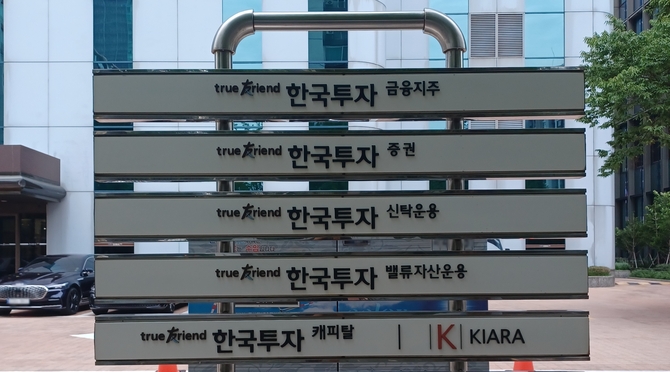 true friend 한국투자 금융지주
true friend 한국투자 증권
true friend 한국투자 신탁운용
true friend 한국투자 밸류자산운용
true friend 한국투자 캐피탈 | K KIARA